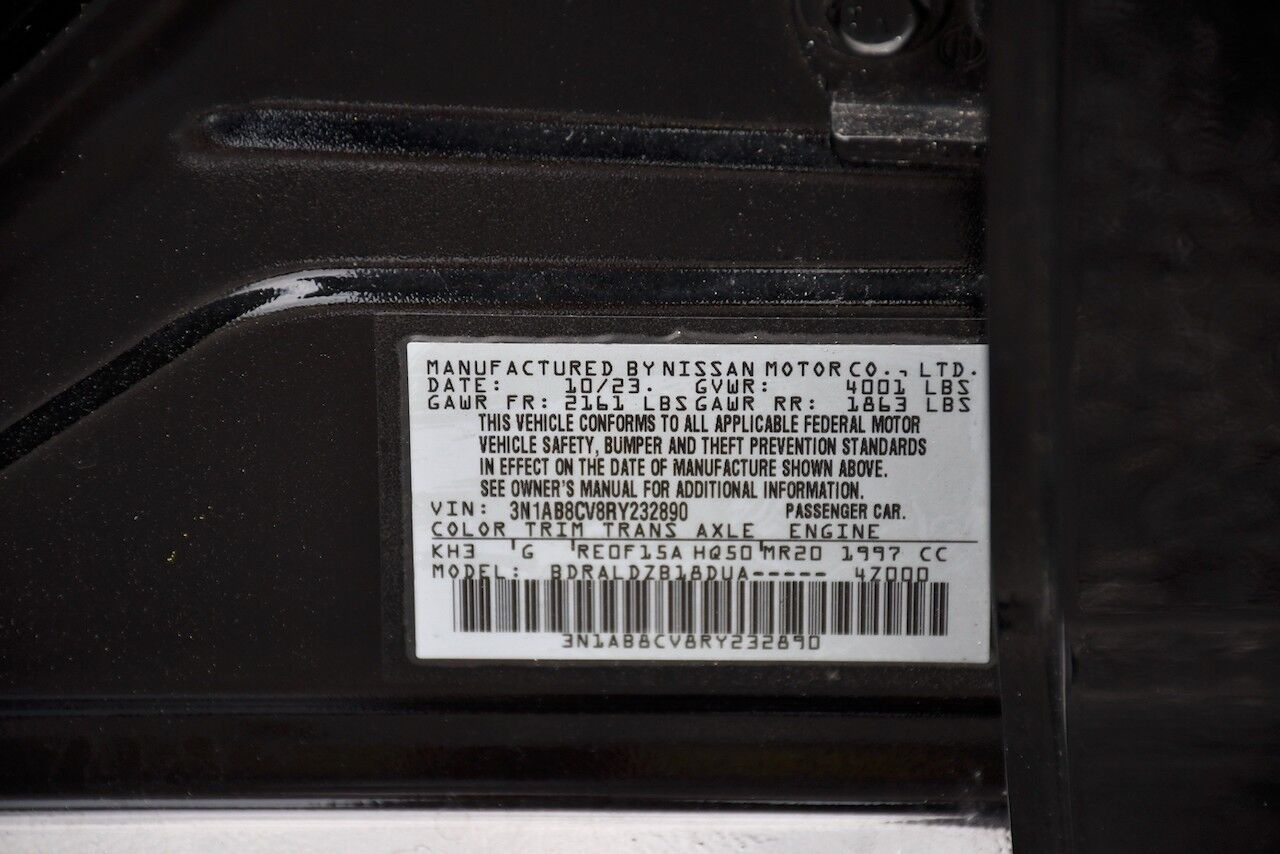 MANUFACTURED BY NISSAN MOTOR CO., LTD.
DATE: 10/23. GVWR: 4001 LBS
GAWR FR: 2161 LBS GAWR RR: 1863 LBS
THIS VEHICLE CONFORMS TO ALL APPLICABLE FEDERAL MOTOR
VEHICLE SAFETY, BUMPER AND THEFT PREVENTION STANDARDS
IN EFFECT ON THE DATE OF MANUFACTURE SHOWN ABOVE.
SEE OWNER'S MANUAL FOR ADDITIONAL INFORMATION.
VIN: 3N1AB8CV8RY232890 PASSENGER CAR.
COLOR TRIM TRANS AXLE ENGINE
KH3 G RE0F15A HQ50 MR20 1997 CC
MODEL: BDRALDZB18DUA----- 4Z000
3N1AB8CV8RY232890